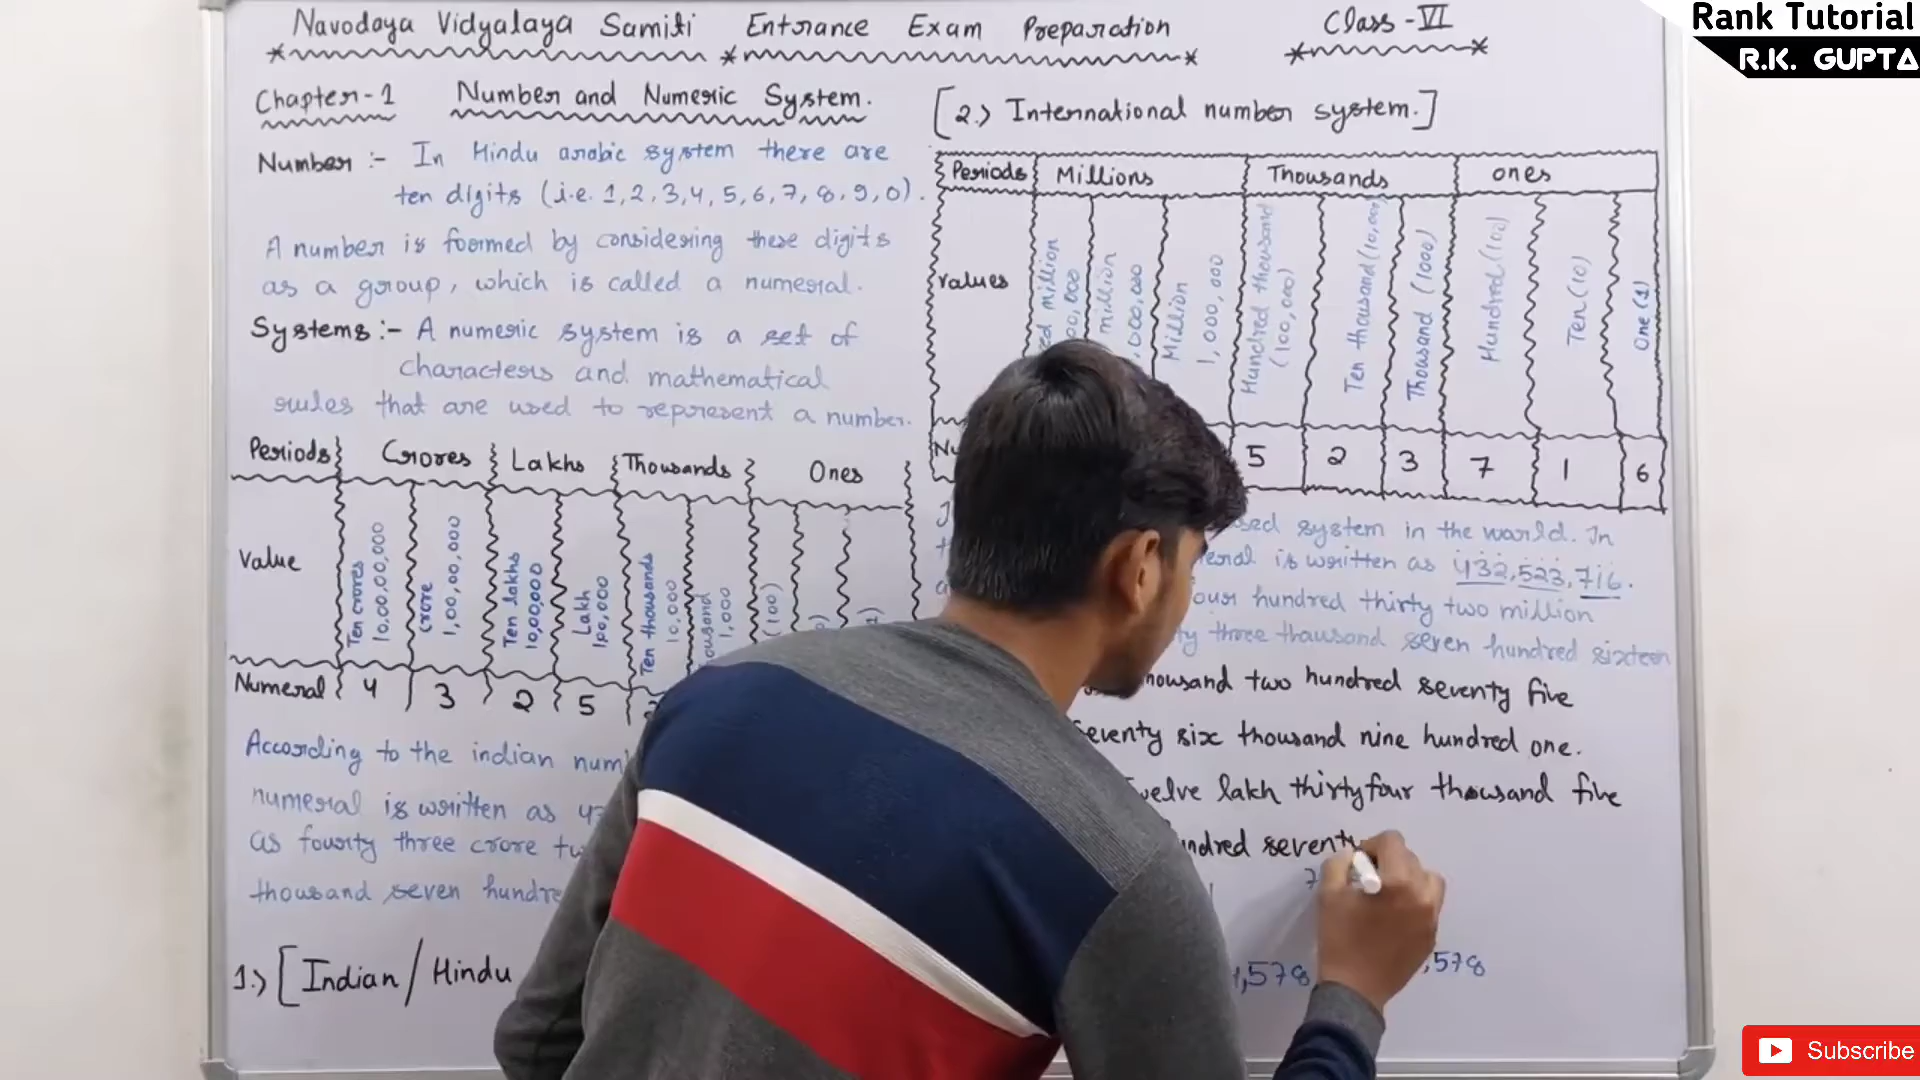 Navodaya Vidyalaya Samiti Entrance Exam Preparation Class-VI
Rank Tutorial
R.K. GUPTA
Chapter-1 Number and Numeric System.
Number :- In Hindu arabic system there are
ten digits (i.e. 1,2,3,4,5,6,7,8,9,0).
A number is formed by considering these digits
as a group, which is called a numeral.
Systems :- A numeric system is a set of
characters and mathematical
rules that are used to represent a number.
Periods Crores Lakhs Thousands Ones
Value
Ten crores 10,00,00,000
crore 1,00,00,000
Ten lakhs 10,00,000
Lakh 1,00,000
Ten thousands 10,000
1,000
(100)
Numeral 4 3 2 5
According to the indian
numeral is written as
as fourty three crore
thousand seven
1.) [Indian/Hindu
[2.) International number system.]
Periods Millions Thousands ones
values
million
million
Million 1,000,000
Hundred thousand (100,000)
Ten thousand (10,000)
Thousand (1000)
Hundred (100)
Ten (10)
One (1)
5 2 3 7 1 6
system in the world. In
is written as 432,523,716.
hundred thirty two million
three thausand seven hundred sixteen
two hundred seventy five
seventy six thousand nine hundred one.
lakh thirtyfour thousand five
seventy
,578,
,578
Subscribe